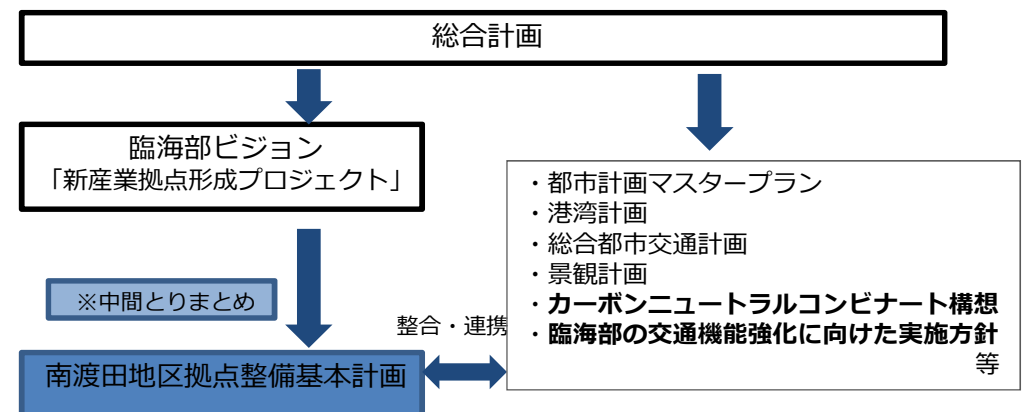 総合計画
臨海部ビジョン
「新産業拠点形成プロジェクト」
・都市計画マスタープラン
・港湾計画
・総合都市交通計画
・景観計画
・カーボンニュートラルコンビナート構想
・臨海部の交通機能強化に向けた実施方針
等
※中間とりまとめ
整合・連携
南渡田地区拠点整備基本計画